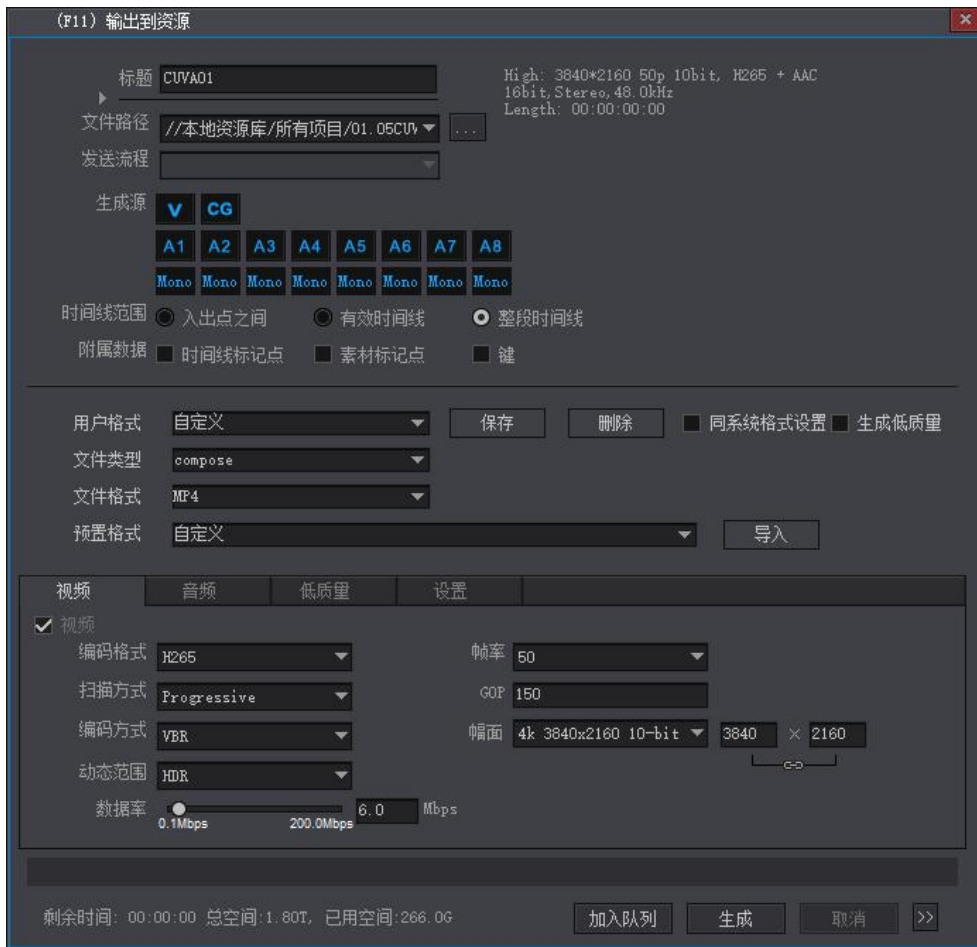 (F11) 输出到资源
标题 CUVA01
High: 3840*2160 50p 10bit, H265 + AAC
16bit,Stereo,48.0kHz
Length: 00:00:00:00
文件路径 //本地资源库/所有项目/01.05CUV ...
发送流程
生成源 V CG
A1 A2 A3 A4 A5 A6 A7 A8
Mono Mono Mono Mono Mono Mono Mono Mono
时间线范围 入出点之间 有效时间线 整段时间线
附属数据 时间线标记点 素材标记点 键
用户格式 自定义 保存 删除 同系统格式设置 生成低质量
文件类型 compose
文件格式 MP4
预置格式 自定义 导入
视频 音频 低质量 设置
视频
编码格式 H265 帧率 50
扫描方式 Progressive GOP 150
编码方式 VBR 幅面 4k 3840x2160 10-bit 3840 × 2160
动态范围 HDR
数据率 6.0 Mbps
0.1Mbps 200.0Mbps
剩余时间: 00:00:00 总空间:1.80T, 已用空间:266.0G 加入队列 生成 取消 >>